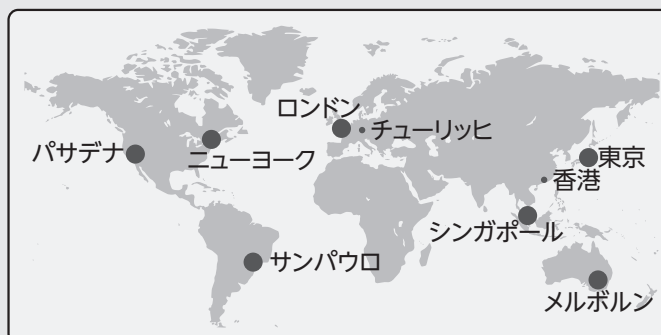 ロンドン
チューリッヒ
パサデナ
ニューヨーク
東京
香港
シンガポール
サンパウロ
メルボルン